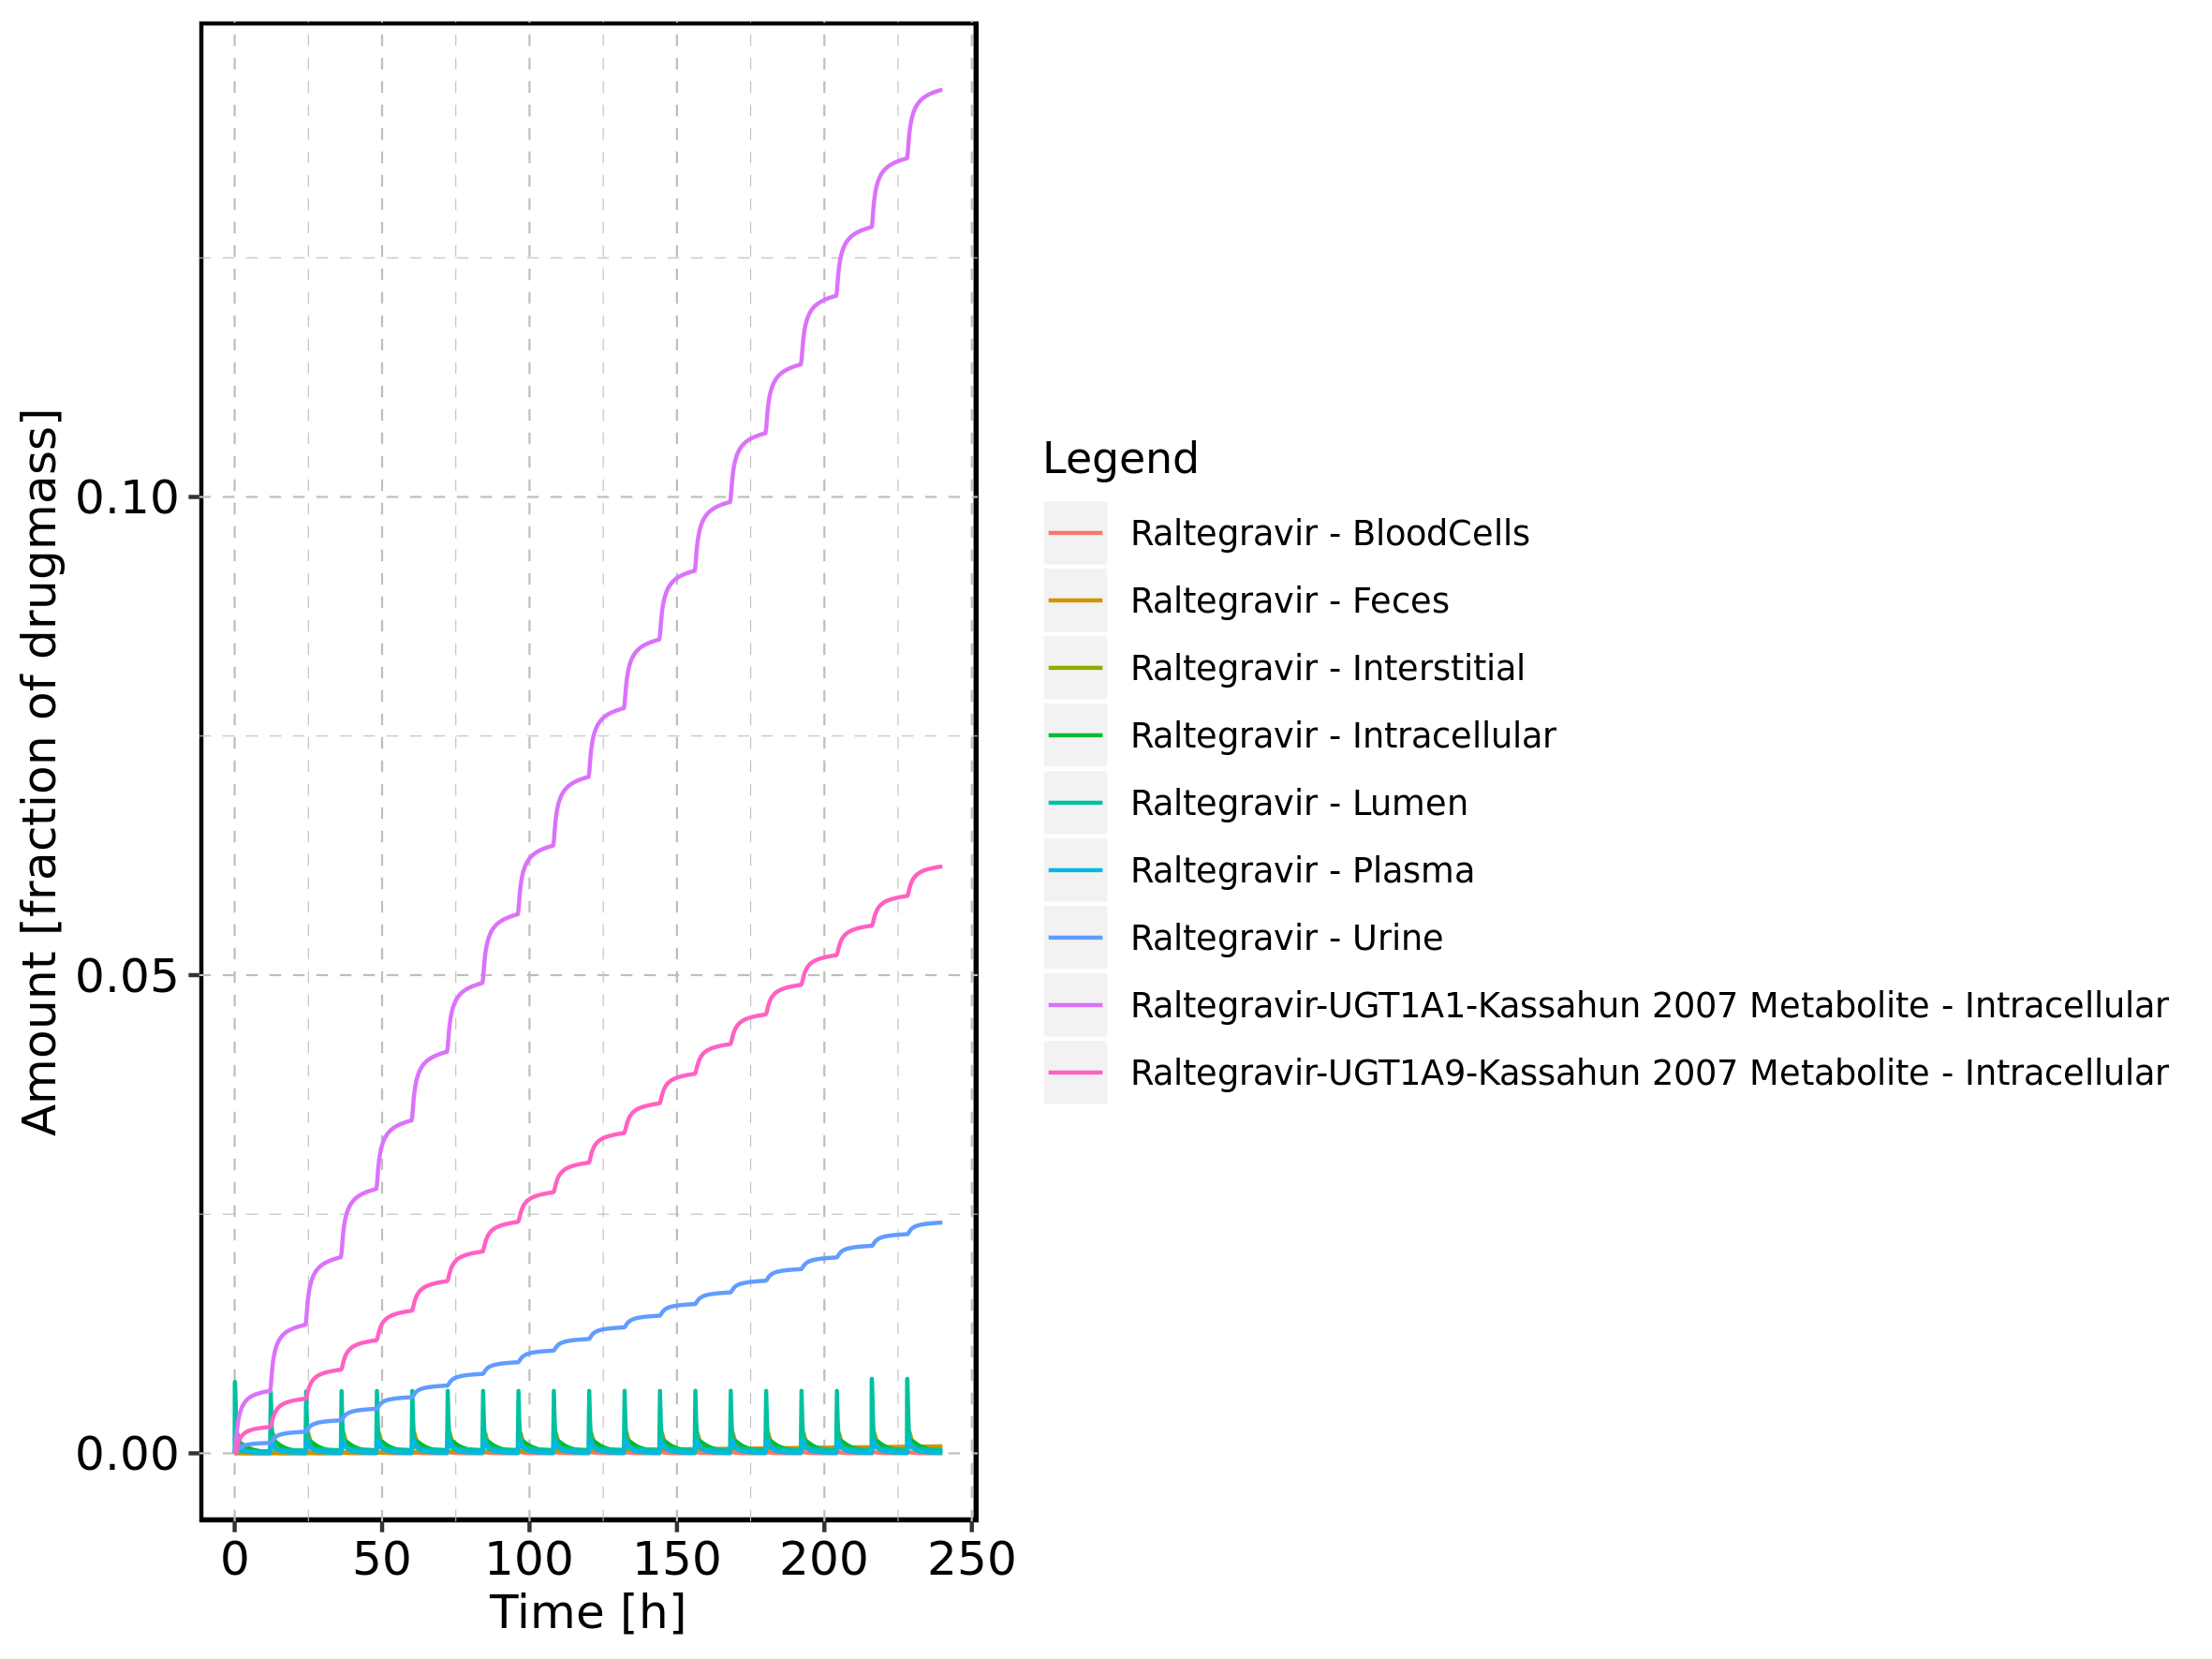 Amount [fraction of drugmass]
0.10
0.05
0.00
0 50 100 150 200 250
Time [h]
Legend
Raltegravir - BloodCells
Raltegravir - Feces
Raltegravir - Interstitial
Raltegravir - Intracellular
Raltegravir - Lumen
Raltegravir - Plasma
Raltegravir - Urine
Raltegravir-UGT1A1-Kassahun 2007 Metabolite - Intracellular
Raltegravir-UGT1A9-Kassahun 2007 Metabolite - Intracellular